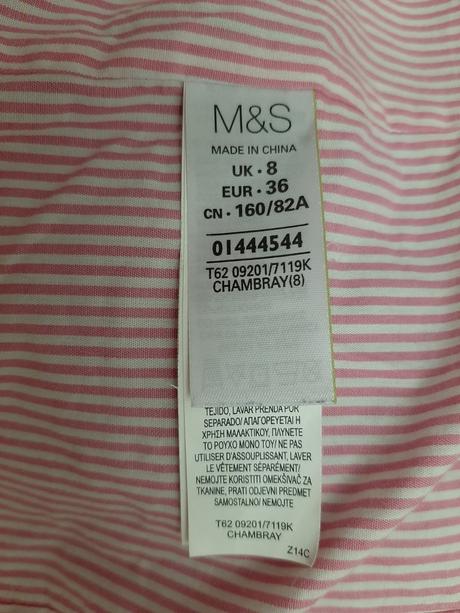 M&S
MADE IN CHINA
UK • 8
EUR • 36
CN • 160/82A
01444544
T62 09201/7119K
CHAMBRAY(8)
TEJIDO, LAVAR PRENDA POR
SEPARADO/ ΑΠΑΓΟΡΕΥΕΤΑΙ Η
ΧΡΗΣΗ ΜΑΛΑΚΤΙΚΟΥ, ΠΛΥΝΕΤΕ
ΤΟ ΡΟΥΧΟ ΜΟΝΟ ΤΟΥ/ NE PAS
UTILISER D'ASSOUPLISSANT, LAVER
LE VÊTEMENT SÉPARÉMENT/
NEMOJTE KORISTITI OMEKŠIVAČ ZA
TKANINE, PRATI ODJEVNI PREDMET
SAMOSTALNO/ NEMOJTE
T62 09201/7119K
CHAMBRAY
Z14C